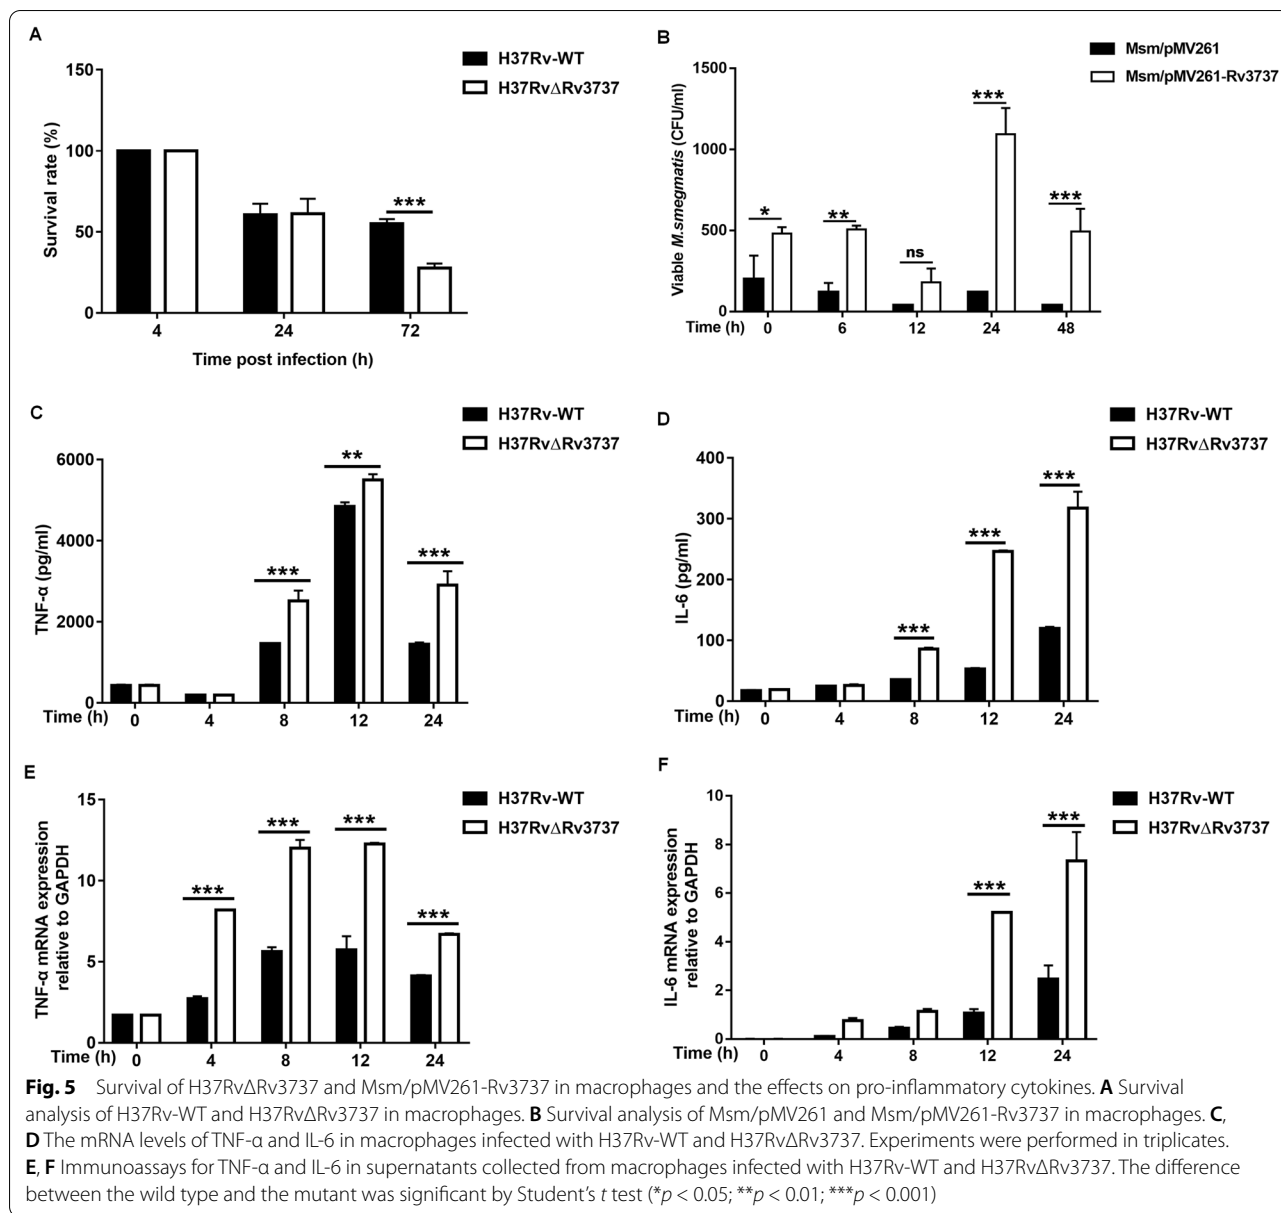 A
H37Rv-WT
H37RvΔRv3737
Survival rate (%)
150
100
50
0
***
4 24 72
Time post infection (h)
B
Msm/pMV261
Msm/pMV261-Rv3737
Viable M.smegmatis (CFU/ml)
1500
1000
500
0
* ** ns *** ***
Time (h) 0 6 12 24 48
C
H37Rv-WT
H37RvΔRv3737
TNF-α (pg/ml)
6000
4000
2000
0
*** ** ***
Time (h) 0 4 8 12 24
D
H37Rv-WT
H37RvΔRv3737
IL-6 (pg/ml)
400
300
200
100
0
*** *** ***
Time (h) 0 4 8 12 24
E
H37Rv-WT
H37RvΔRv3737
TNF-α mRNA expression
relative to GAPDH
15
10
5
0
*** *** *** ***
Time (h) 0 4 8 12 24
F
H37Rv-WT
H37RvΔRv3737
IL-6 mRNA expression
relative to GAPDH
10
8
6
4
2
0
*** ***
Time (h) 0 4 8 12 24
Fig. 5 Survival of H37RvΔRv3737 and Msm/pMV261-Rv3737 in macrophages and the effects on pro-inflammatory cytokines. A Survival
analysis of H37Rv-WT and H37RvΔRv3737 in macrophages. B Survival analysis of Msm/pMV261 and Msm/pMV261-Rv3737 in macrophages. C,
D The mRNA levels of TNF-α and IL-6 in macrophages infected with H37Rv-WT and H37RvΔRv3737. Experiments were performed in triplicates.
E, F Immunoassays for TNF-α and IL-6 in supernatants collected from macrophages infected with H37Rv-WT and H37RvΔRv3737. The difference
between the wild type and the mutant was significant by Student's t test (*p < 0.05; **p < 0.01; ***p < 0.001)